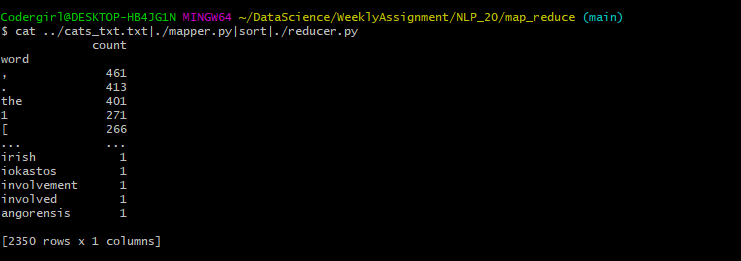 Codergirl@DESKTOP-HB4JG1N MINGW64 ~/DataScience/WeeklyAssignment/NLP_20/map_reduce (main)
$ cat ../cats_txt.txt|./mapper.py|sort|./reducer.py
count
word
, 461
. 413
the 401
1 271
[ 266
... ...
irish 1
iokastos 1
involvement 1
involved 1
angorensis 1
[2350 rows x 1 columns]